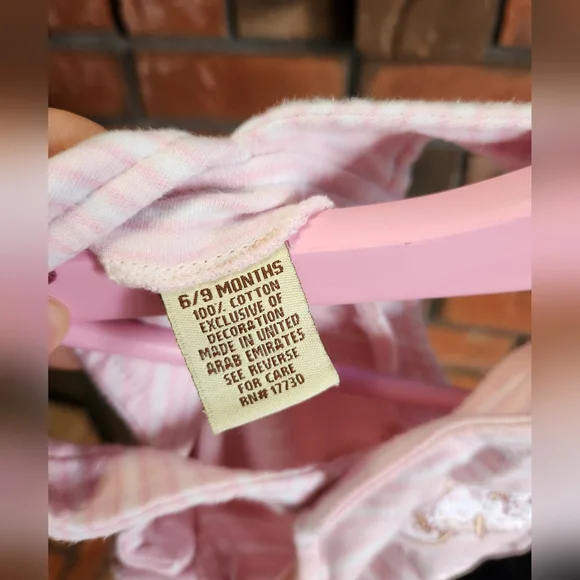 6/9 MONTHS
100% COTTON
EXCLUSIVE OF
DECORATION
MADE IN UNITED
ARAB EMIRATES
SEE REVERSE
FOR CARE
RN# 17730